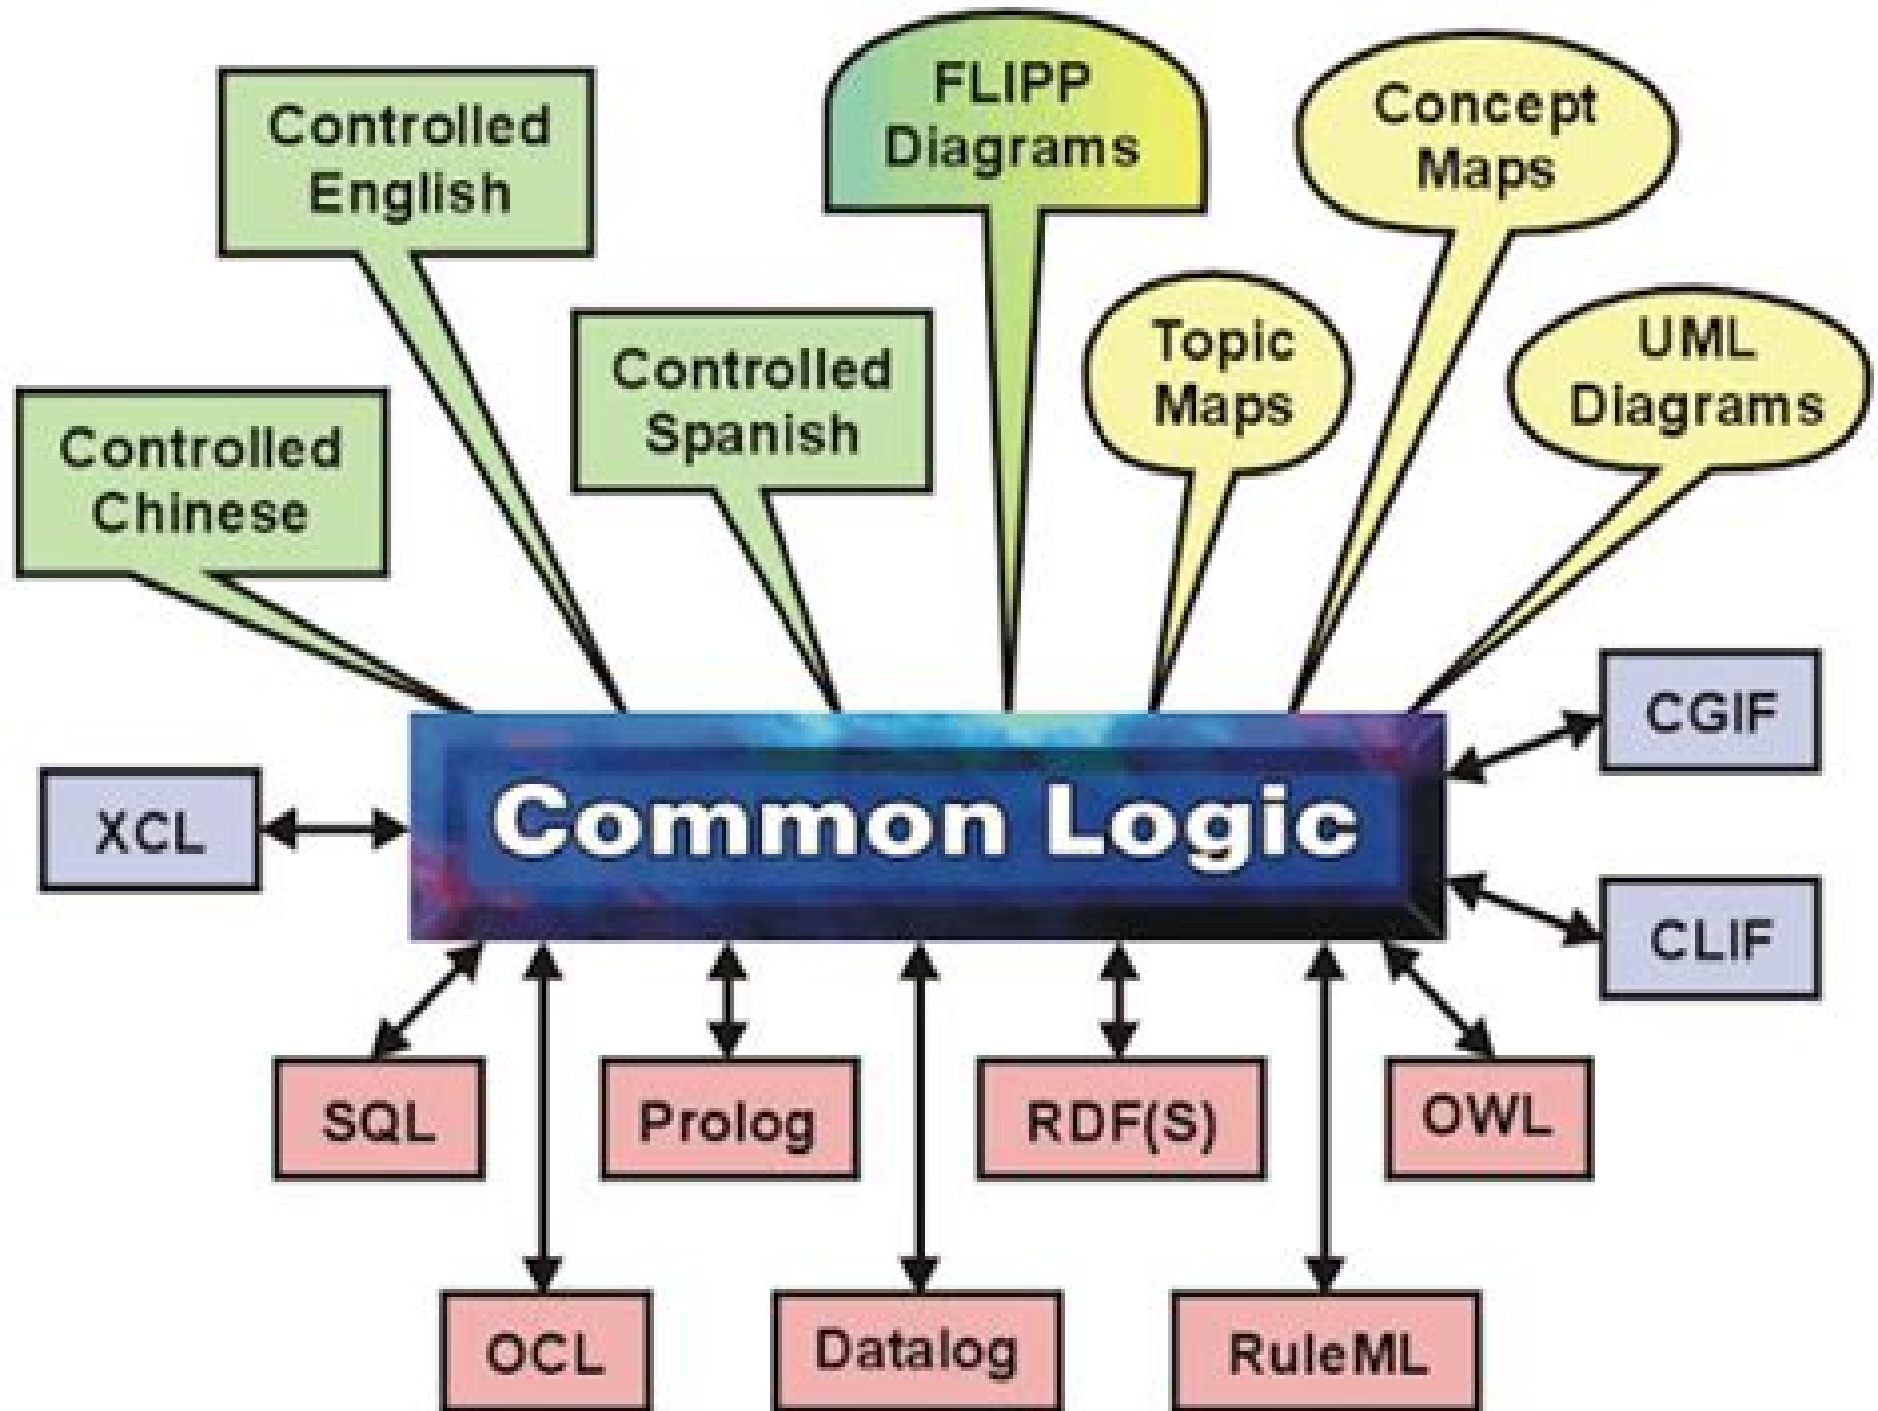 FLIPP
Diagrams
Concept
Maps
Controlled
English
Topic
Maps
UML
Diagrams
Controlled
Spanish
Controlled
Chinese
CGIF
XCL
Common Logic
CLIF
SQL
Prolog
RDF(S)
OWL
OCL
Datalog
RuleML